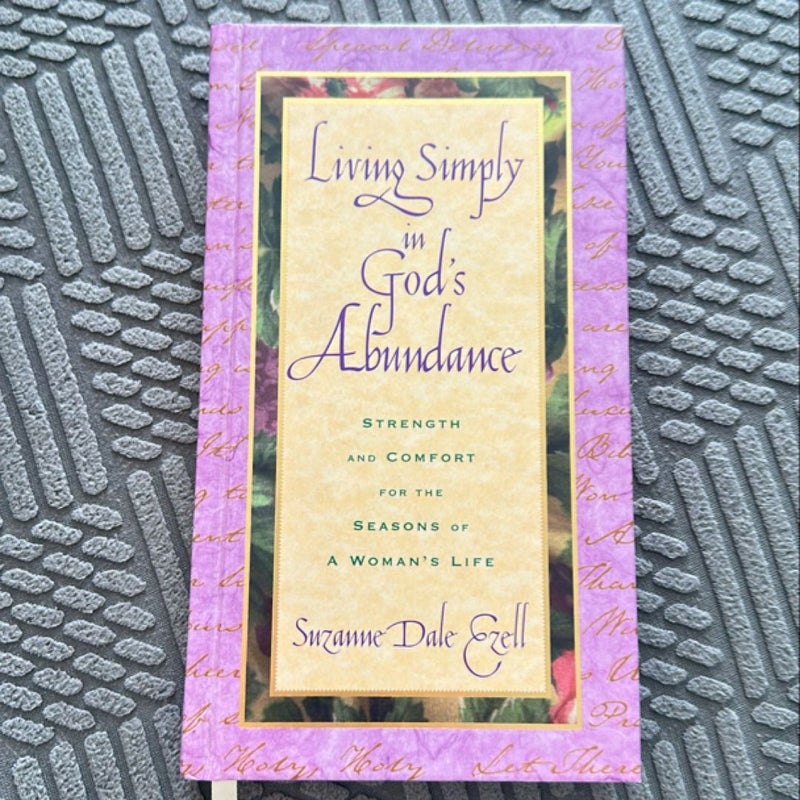 Special Delivery
Living Simply
in
God's
Abundance
STRENGTH
AND COMFORT
FOR THE
SEASONS OF
A WOMAN'S LIFE
Suzanne Dale Ezell
Holy, Holy Let There